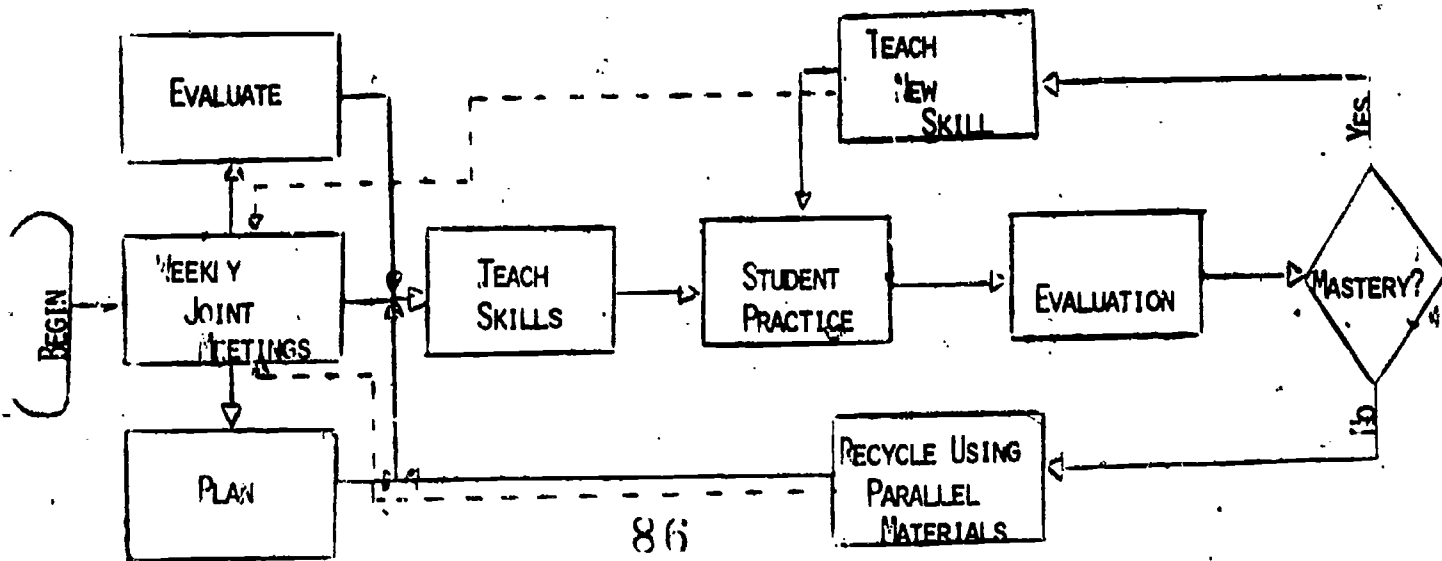 EVALUATE
TEACH
NEW
SKILL
YES
BEGIN
WEEKLY
JOINT
MEETINGS
TEACH
SKILLS
STUDENT
PRACTICE
EVALUATION
MASTERY?
NO
PLAN
RECYCLE USING
PARALLEL
MATERIALS
86